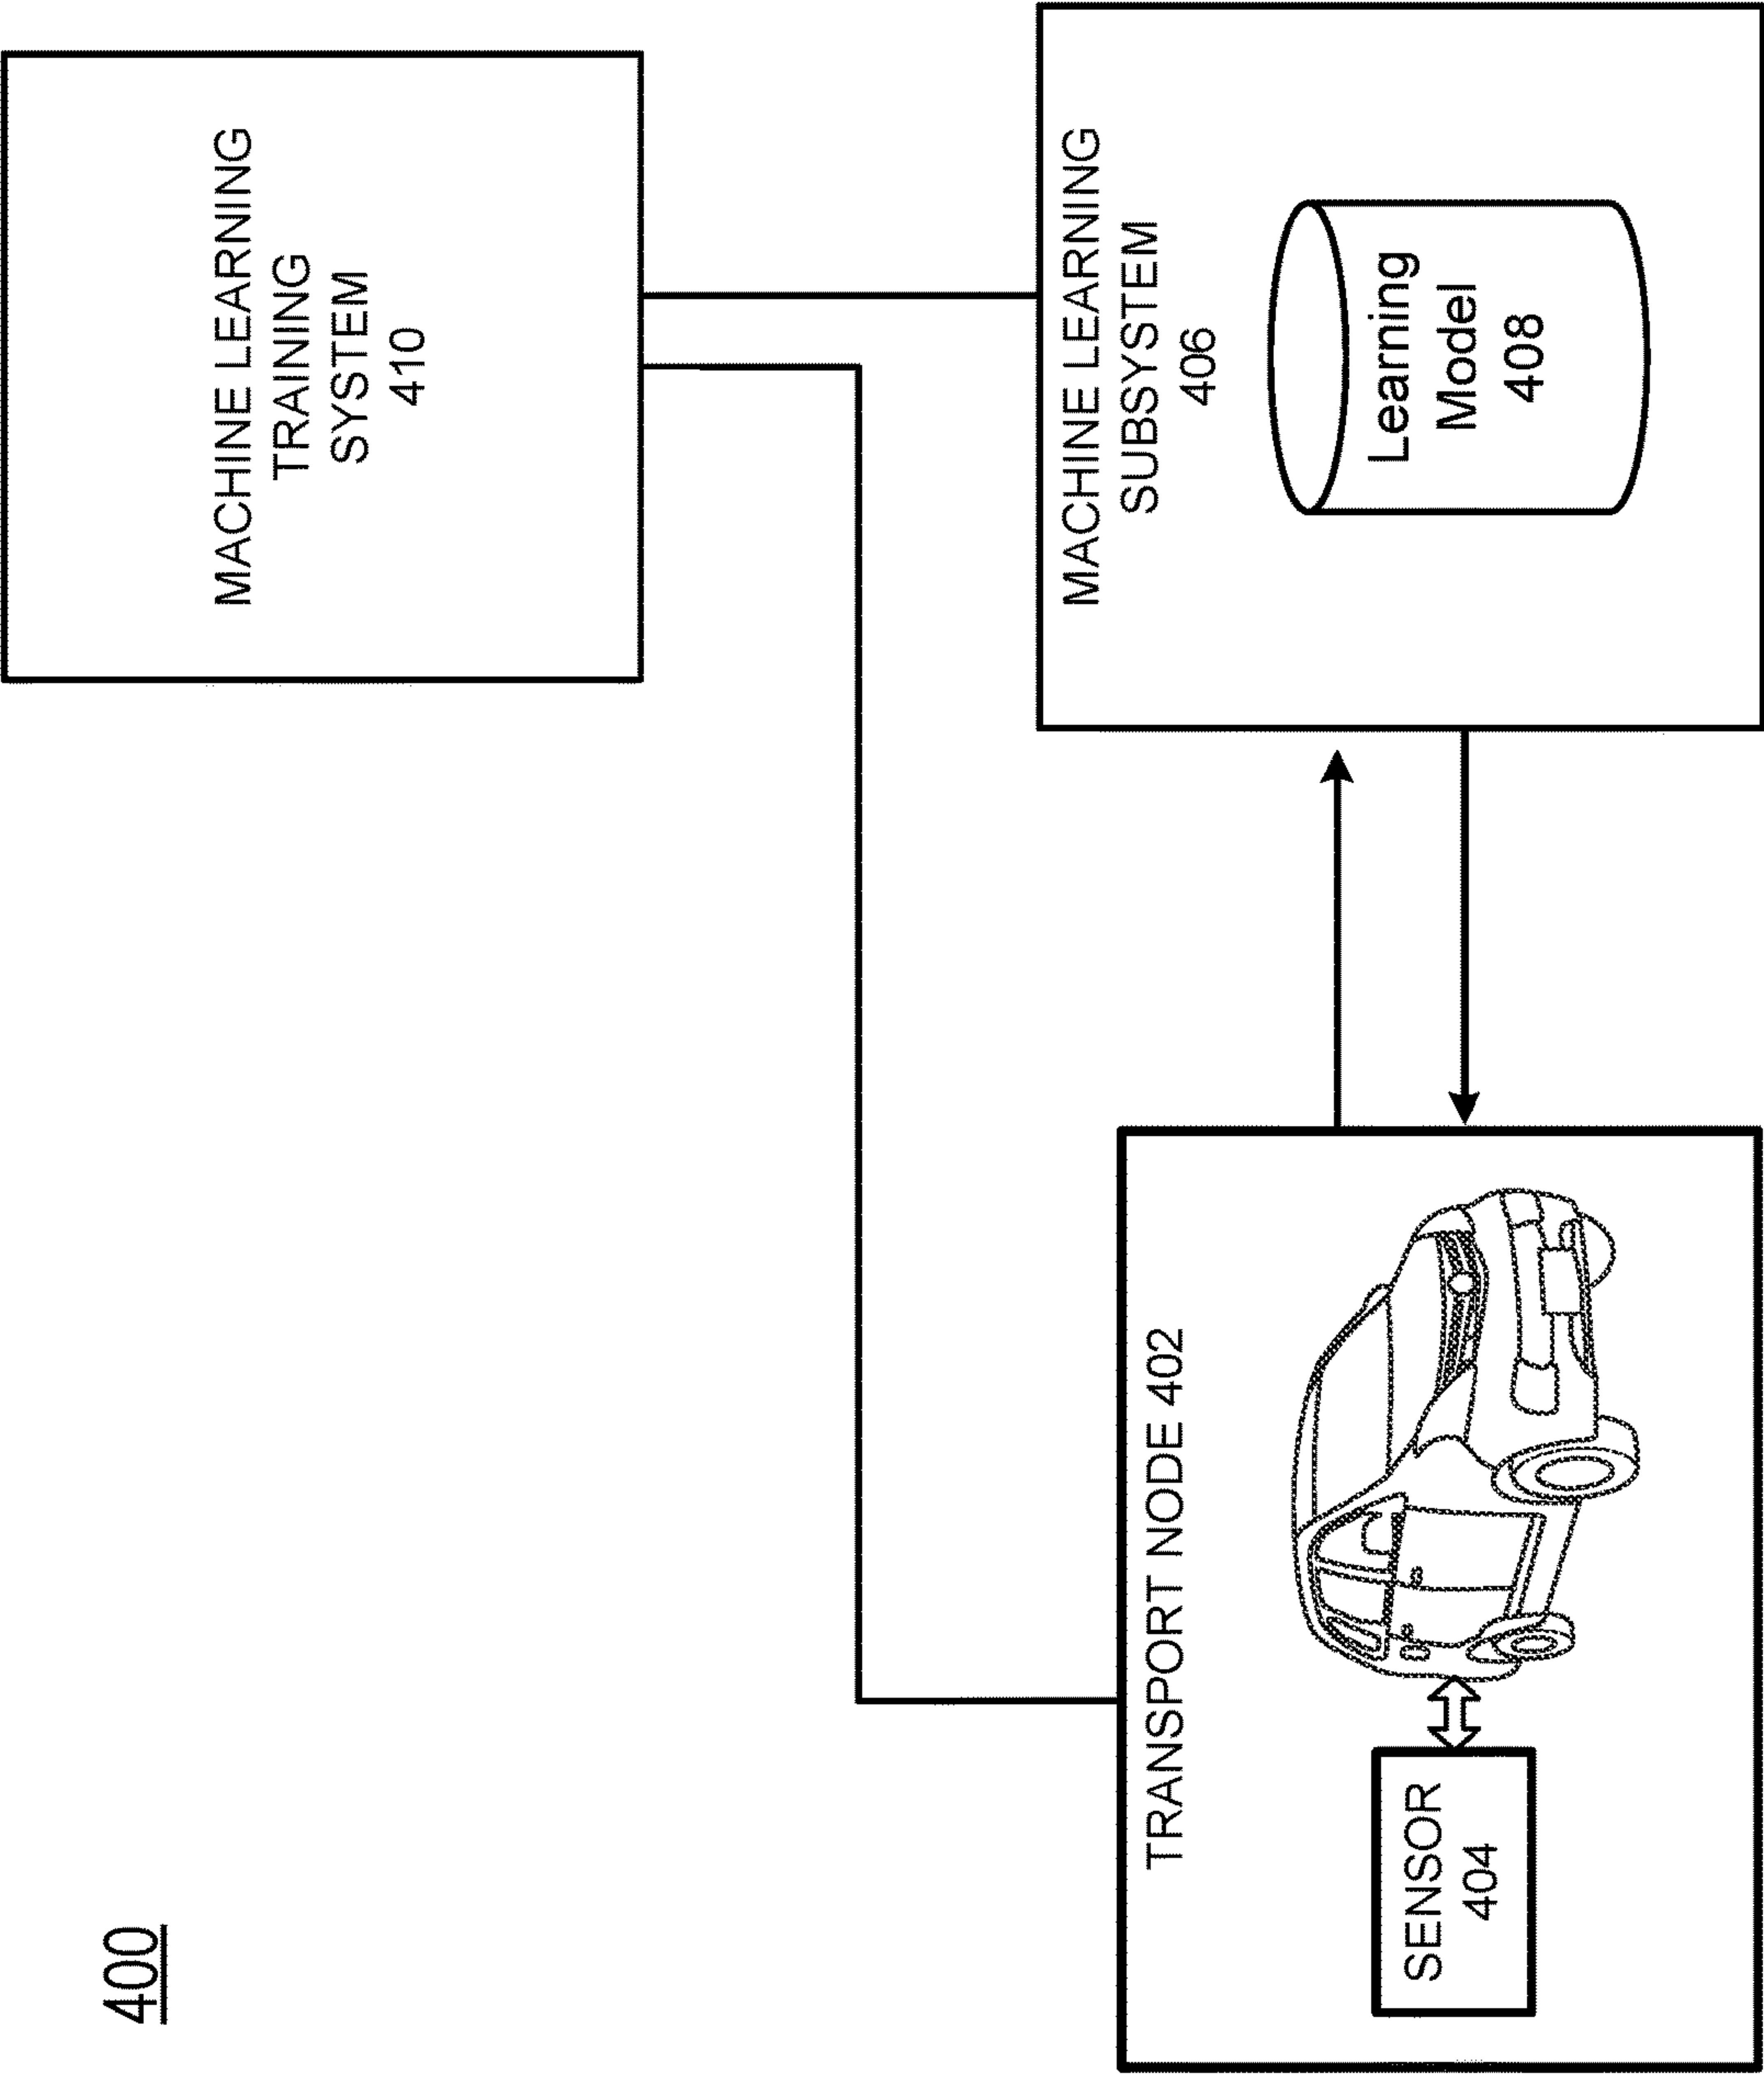 400
MACHINE LEARNING
TRAINING
SYSTEM
410
TRANSPORT NODE 402
SENSOR
404
MACHINE LEARNING
SUBSYSTEM
406
Learning
Model
408